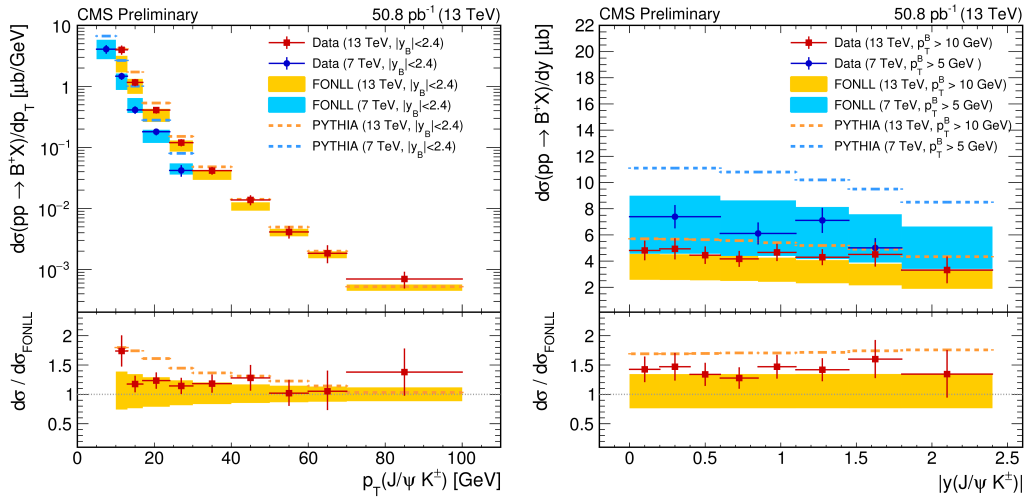 CMS Preliminary
50.8 pb⁻¹ (13 TeV)
dσ(pp → B⁺X)/dp_T [μb/GeV]
10
1
10⁻¹
10⁻²
10⁻³
Data (13 TeV, |y_B|<2.4)
Data (7 TeV, |y_B|<2.4)
FONLL (13 TeV, |y_B|<2.4)
FONLL (7 TeV, |y_B|<2.4)
PYTHIA (13 TeV, |y_B|<2.4)
PYTHIA (7 TeV, |y_B|<2.4)
dσ / dσ_FONLL
2
1.5
1
0.5
0 20 40 60 80 100
p_T(J/ψ K^±) [GeV]
CMS Preliminary
50.8 pb⁻¹ (13 TeV)
dσ(pp → B⁺X)/dy [μb]
22
20
18
16
14
12
10
8
6
4
2
Data (13 TeV, p_T^B > 10 GeV)
Data (7 TeV, p_T^B > 5 GeV)
FONLL (13 TeV, p_T^B > 10 GeV)
FONLL (7 TeV, p_T^B > 5 GeV)
PYTHIA (13 TeV, p_T^B > 10 GeV)
PYTHIA (7 TeV, p_T^B > 5 GeV)
dσ / dσ_FONLL
2
1.5
1
0.5
0 0.5 1 1.5 2 2.5
|y(J/ψ K^±)|